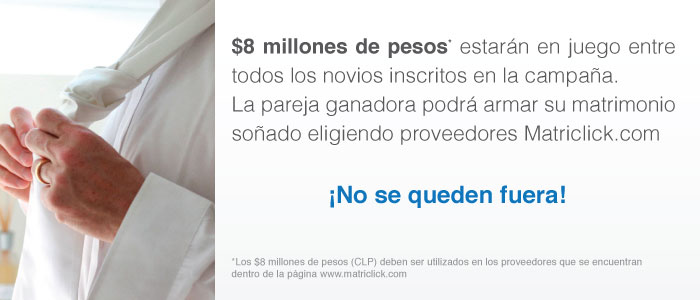 $8 millones de pesos* estarán en juego entre
todos los novios inscritos en la campaña.
La pareja ganadora podrá armar su matrimonio
soñado eligiendo proveedores Matriclick.com
¡No se queden fuera!
*Los $8 millones de pesos (CLP) deben ser utilizados en los proveedores que se encuentran
dentro de la página www.matriclick.com